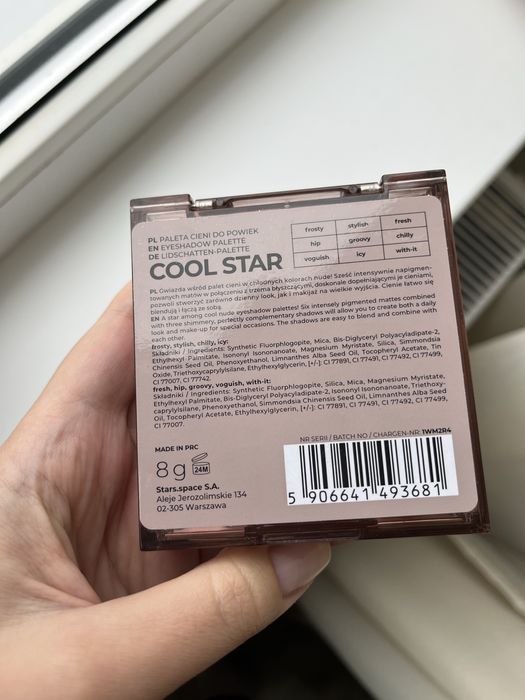 PL PALETA CIENI DO POWIEK
EN EYESHADOW PALETTE
DE LIDSCHATTEN-PALETTE
COOL STAR
frosty stylish fresh
hip groovy chilly
voguish icy with-it
PL Gwiazda wśród palet cieni w chłodnych kolorach nude! Sześć intensywnie napigmen-
towanych matów w połączeniu z trzema błyszczącymi, doskonale dopełniającymi je cieniami,
pozwoli stworzyć zarówno dzienny look, jak i makijaż na wielkie wyjścia. Cienie łatwo się
blendują i łączą ze sobą.
EN A star among cool nude eyeshadow palettes! Six intensely pigmented mattes combined
with three shimmery, perfectly complementary shadows will allow you to create both a daily
look and make-up for special occasions. The shadows are easy to blend and combine with
each other.
frosty, stylish, chilly, icy:
Składniki / Ingredients: Synthetic Fluorphlogopite, Mica, Bis-Diglyceryl Polyacyladipate-2,
Ethylhexyl Palmitate, Isononyl Isononanoate, Magnesium Myristate, Silica, Simmondsia
Chinensis Seed Oil, Phenoxyethanol, Limnanthes Alba Seed Oil, Tocopheryl Acetate, Tin
Oxide, Triethoxycaprylylsilane, Ethylhexylglycerin, [+/-]: CI 77891, CI 77491, CI 77492, CI 77499,
CI 77007, CI 77742.
fresh, hip, groovy, voguish, with-it:
Składniki / Ingredients: Synthetic Fluorphlogopite, Silica, Mica, Magnesium Myristate,
Ethylhexyl Palmitate, Bis-Diglyceryl Polyacyladipate-2, Isononyl Isononanoate, Triethoxy-
caprylylsilane, Phenoxyethanol, Simmondsia Chinensis Seed Oil, Limnanthes Alba Seed
Oil, Tocopheryl Acetate, Ethylhexylglycerin, [+/-]: CI 77891, CI 77491, CI 77492, CI 77499,
CI 77007.
MADE IN PRC
8 g 24M
Stars.space S.A.
Aleje Jerozolimskie 134
02-305 Warszawa
NR SERII / BATCH NO / CHARGEN-NR 1WM2R4
5 906641 493681